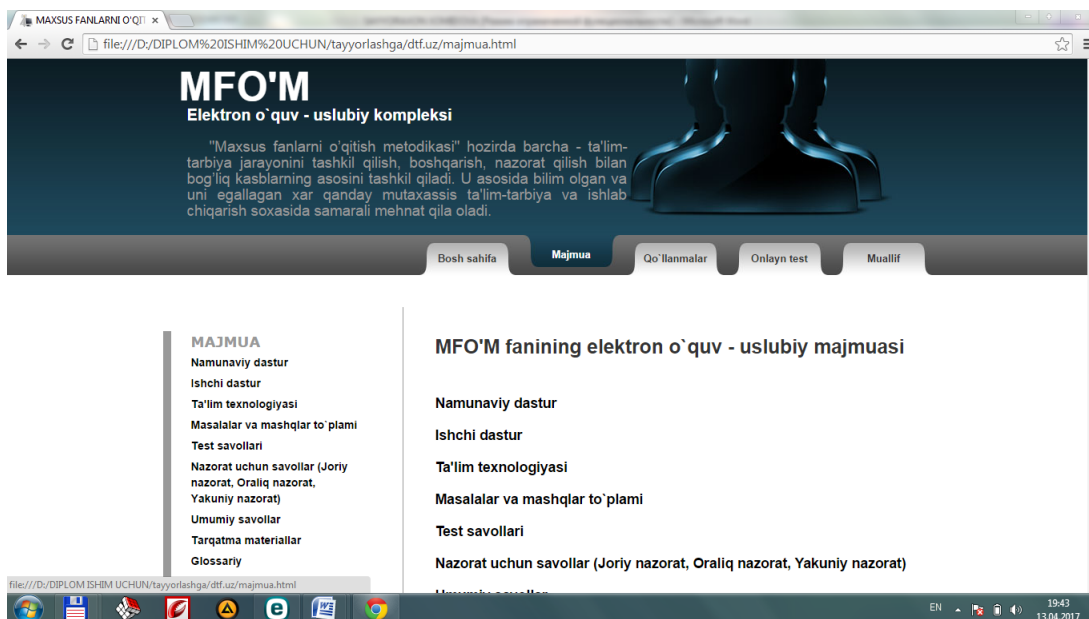 MAXSUS FANLARNI O'QIT
file:///D:/DIPLOM%20ISHIM%20UCHUN/tayyorlashga/dtf.uz/majmua.html
MFO'M
Elektron o`quv - uslubiy kompleksi
"Maxsus fanlarni o'qitish metodikasi" hozirda barcha - ta'lim-
tarbiya jarayonini tashkil qilish, boshqarish, nazorat qilish bilan
bog'liq kasblarning asosini tashkil qiladi. U asosida bilim olgan va
uni egallagan xar qanday mutaxassis ta'lim-tarbiya va ishlab
chiqarish soxasida samarali mehnat qila oladi.
Bosh sahifa Majmua Qo`llanmalar Onlayn test Muallif
MAJMUA
Namunaviy dastur
Ishchi dastur
Ta'lim texnologiyasi
Masalalar va mashqlar to`plami
Test savollari
Nazorat uchun savollar (Joriy
nazorat, Oraliq nazorat,
Yakuniy nazorat)
Umumiy savollar
Tarqatma materiallar
Glossariy
MFO'M fanining elektron o`quv - uslubiy majmuasi
Namunaviy dastur
Ishchi dastur
Ta'lim texnologiyasi
Masalalar va mashqlar to`plami
Test savollari
Nazorat uchun savollar (Joriy nazorat, Oraliq nazorat, Yakuniy nazorat)
Umumiy savollar
file:///D:/DIPLOM ISHIM UCHUN/tayyorlashga/dtf.uz/majmua.html
EN
19:43
13.04.2017